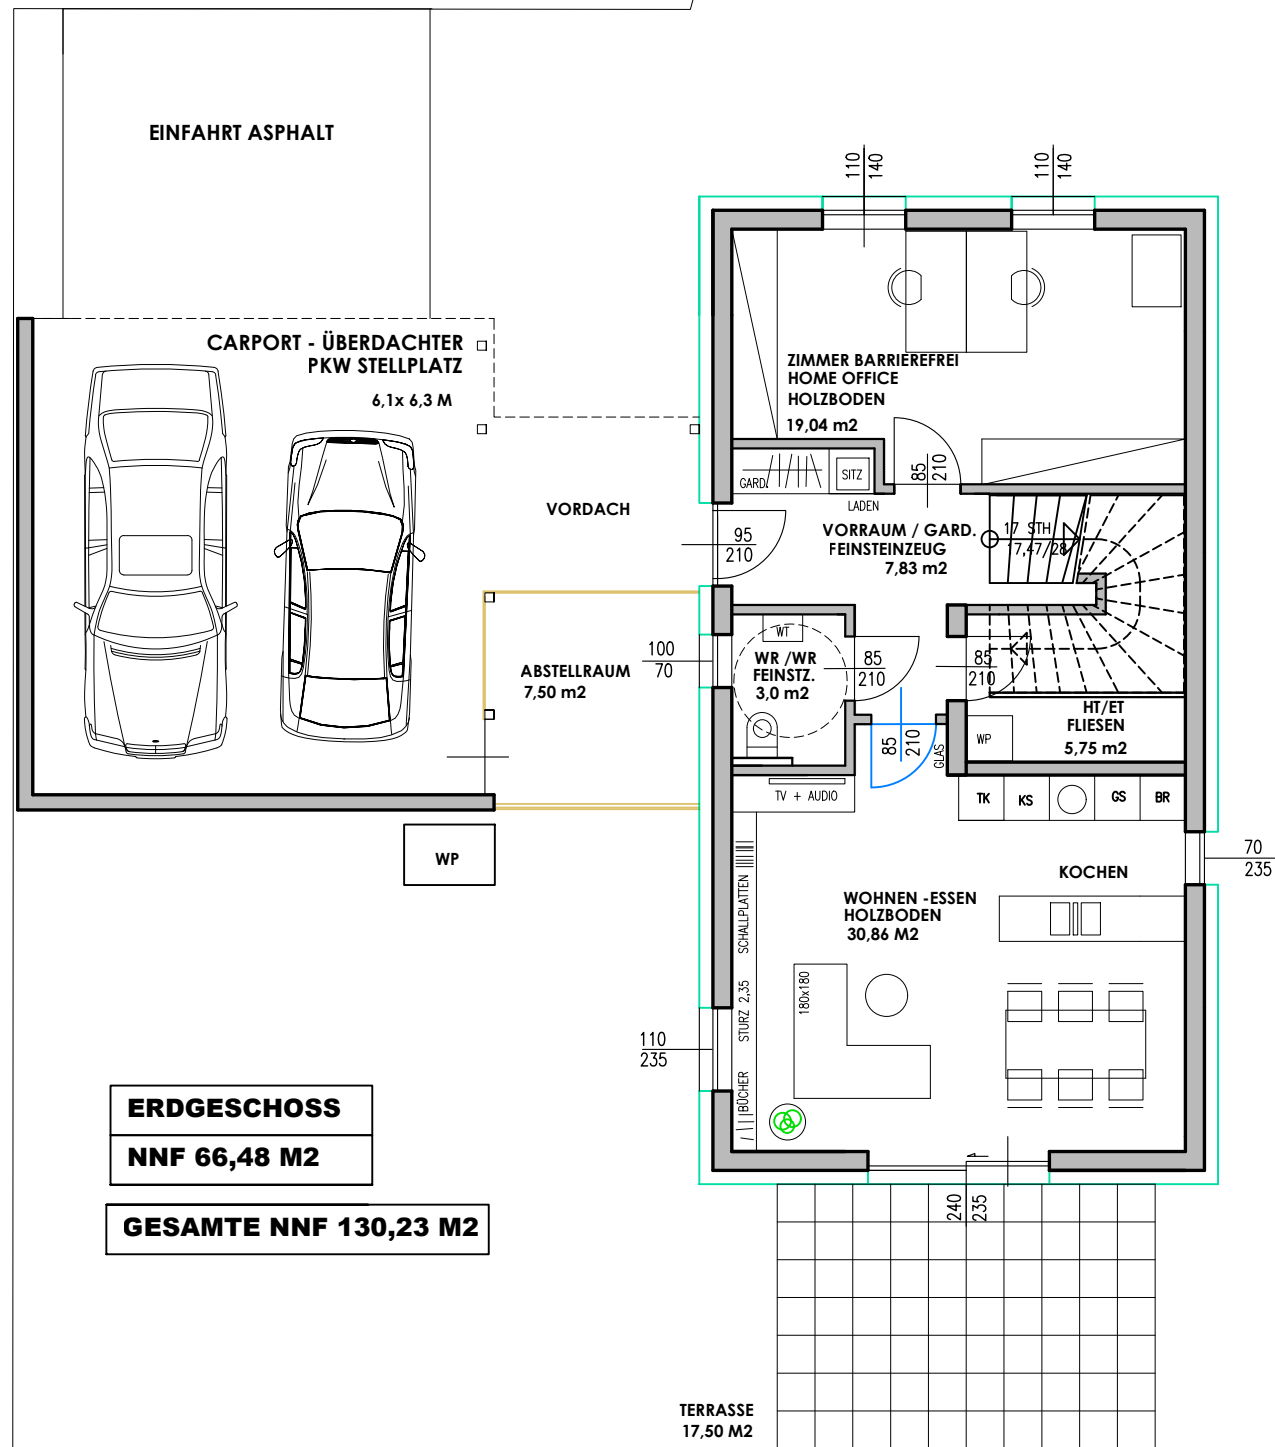 EINFAHRT ASPHALT
110
140
110
140
CARPORT - ÜBERDACHTER
PKW STELLPLATZ
6,1x 6,3 M
ZIMMER BARRIEREFREI
HOME OFFICE
HOLZBODEN
19,04 m2
GARD.
SITZ
LADEN
85
210
VORDACH
95
210
VORRAUM / GARD.
FEINSTEINZEUG
7,83 m2
17 STH
17,47/28
ABSTELLRAUM
7,50 m2
100
70
WT
WR /WR
FEINSTZ.
3,0 m2
85
210
85
210
HT/ET
FLIESEN
5,75 m2
WP
85
210
GLAS
TV + AUDIO
TK
KS
GS
BR
WP
70
235
KOCHEN
WOHNEN -ESSEN
HOLZBODEN
30,86 M2
SCHALLPLATTEN
STURZ 2,35
BÜCHER
180x180
110
235
ERDGESCHOSS
NNF 66,48 M2
GESAMTE NNF 130,23 M2
240
235
TERRASSE
17,50 M2